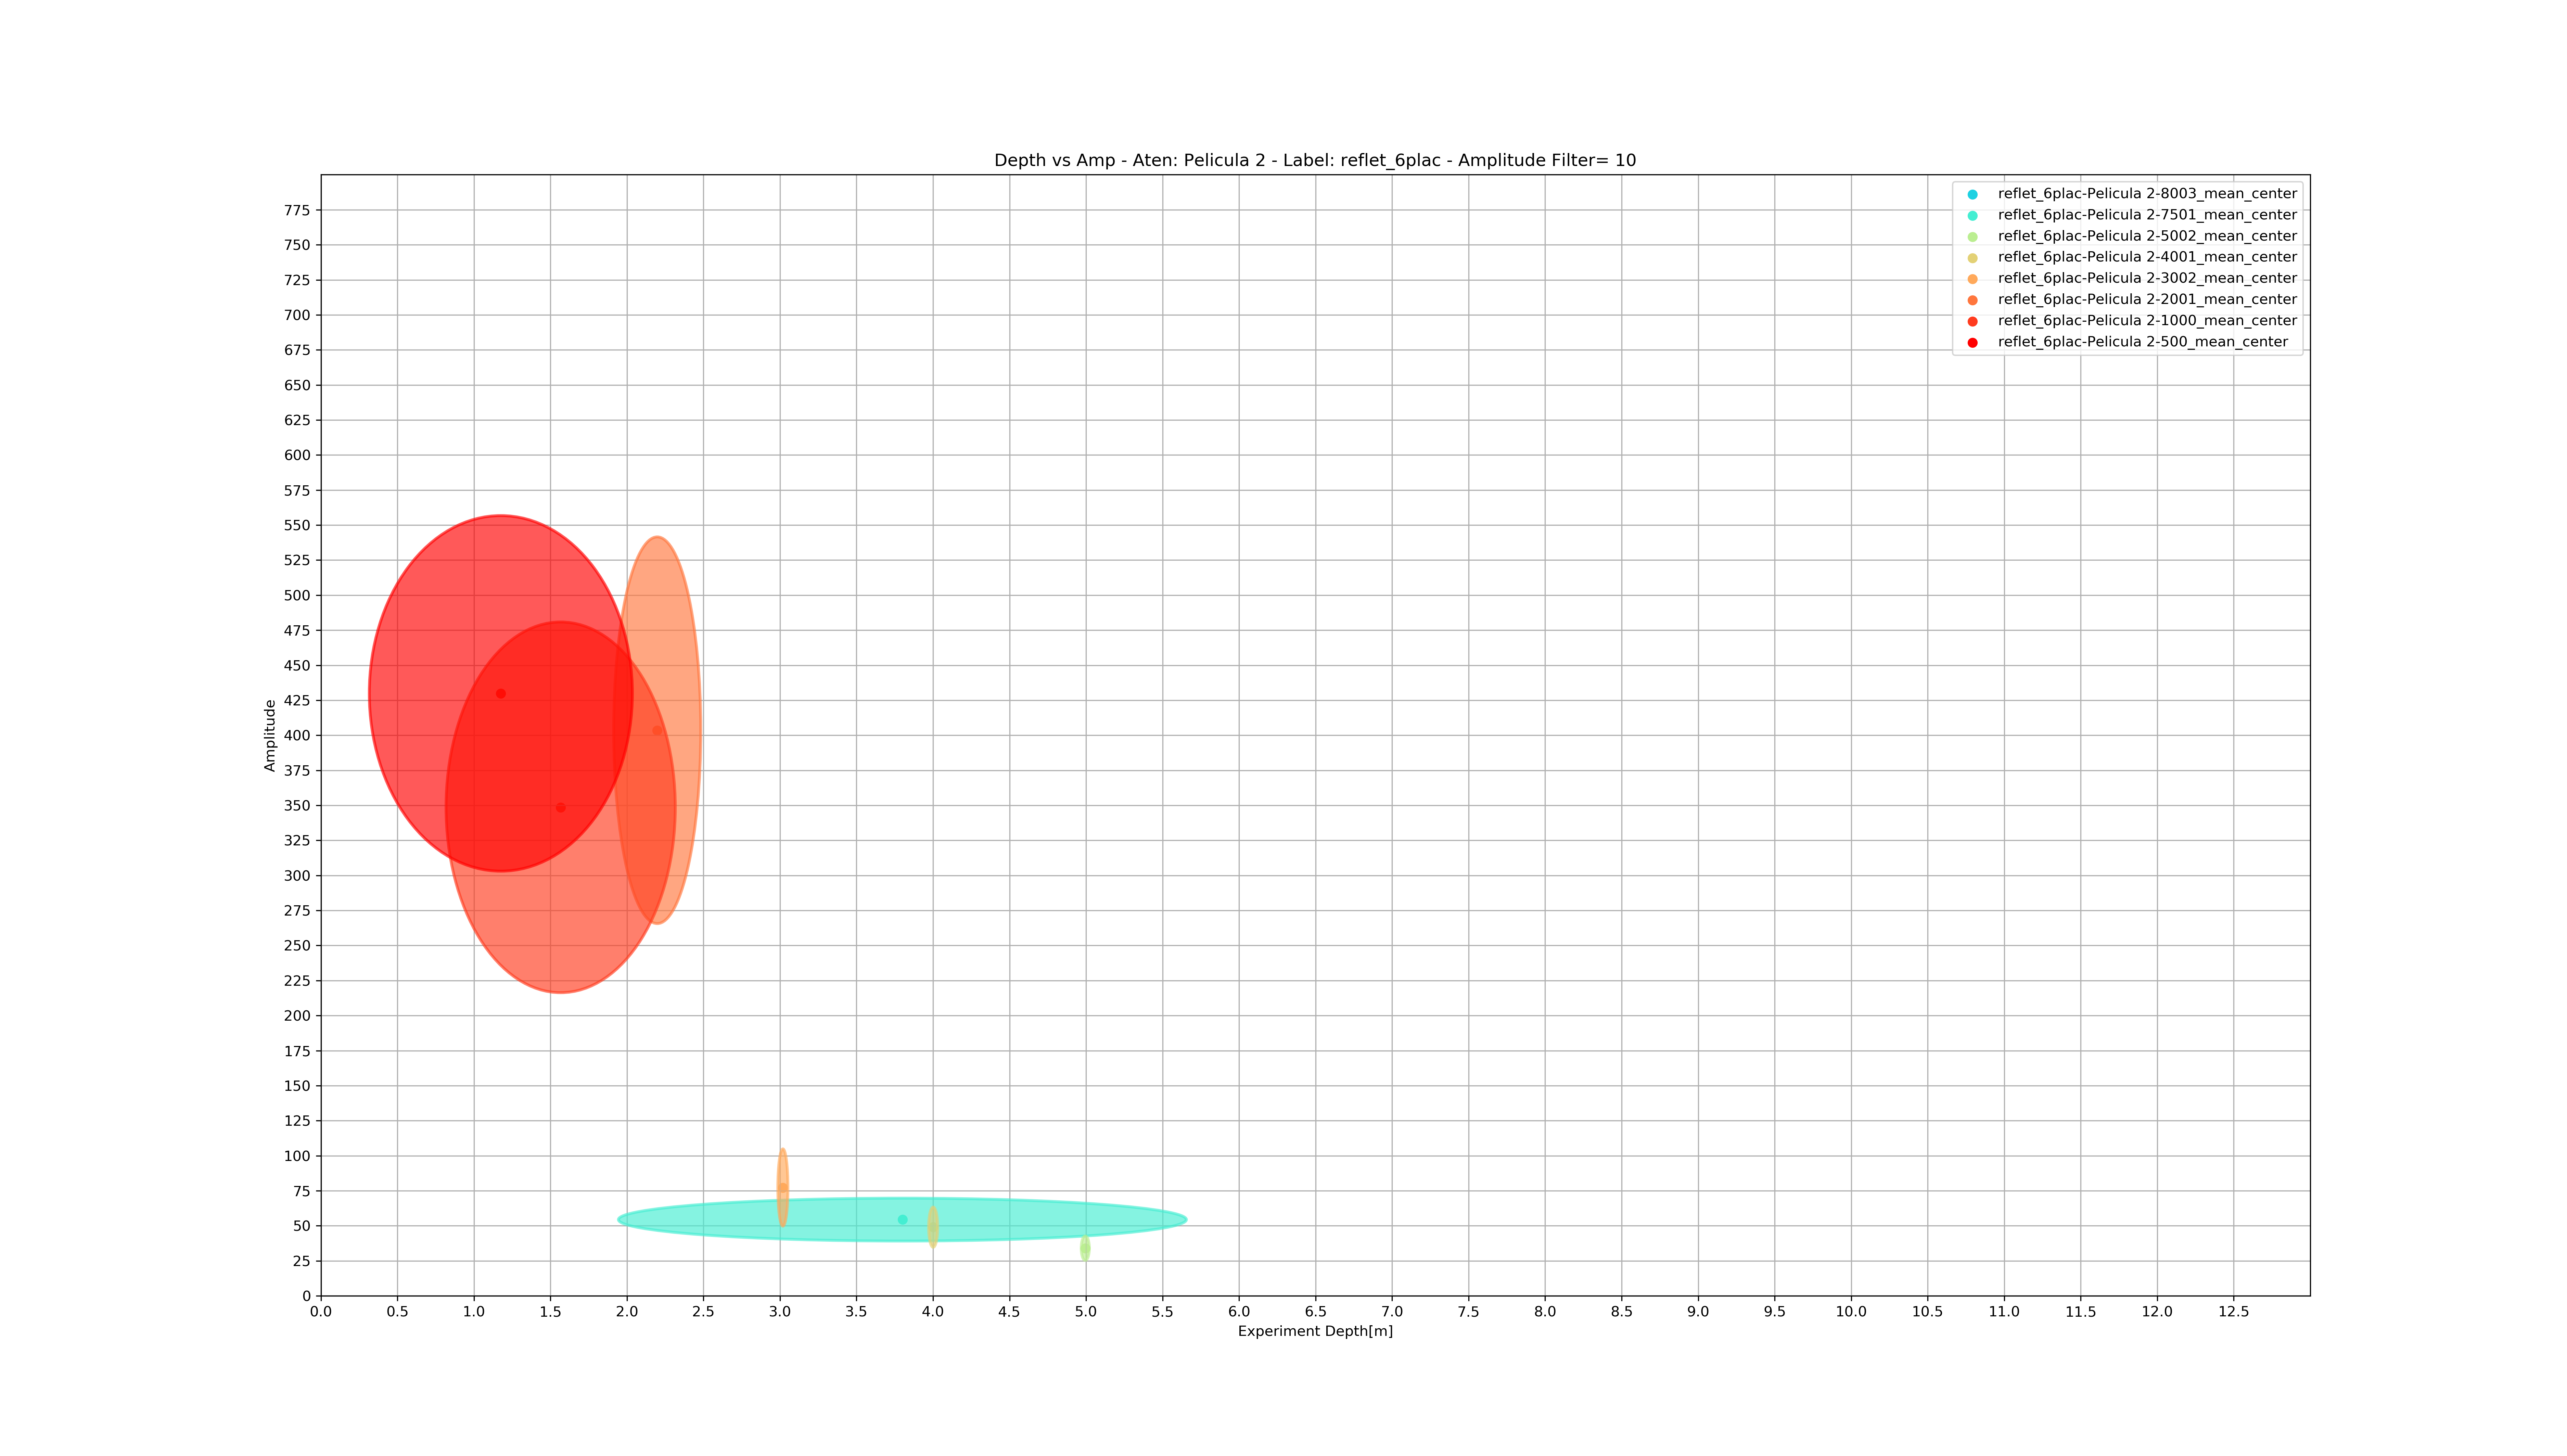 Depth vs Amp - Aten: Pelicula 2 - Label: reflet_6plac - Amplitude Filter= 10
reflet_6plac-Pelicula 2-8003_mean_center
reflet_6plac-Pelicula 2-7501_mean_center
reflet_6plac-Pelicula 2-5002_mean_center
reflet_6plac-Pelicula 2-4001_mean_center
reflet_6plac-Pelicula 2-3002_mean_center
reflet_6plac-Pelicula 2-2001_mean_center
reflet_6plac-Pelicula 2-1000_mean_center
reflet_6plac-Pelicula 2-500_mean_center
775
750
725
700
675
650
625
600
575
550
525
500
475
450
425
400
375
350
325
300
275
250
225
200
175
150
125
100
75
50
25
0
Amplitude
0.0 0.5 1.0 1.5 2.0 2.5 3.0 3.5 4.0 4.5 5.0 5.5 6.0 6.5 7.0 7.5 8.0 8.5 9.0 9.5 10.0 10.5 11.0 11.5 12.0 12.5
Experiment Depth[m]